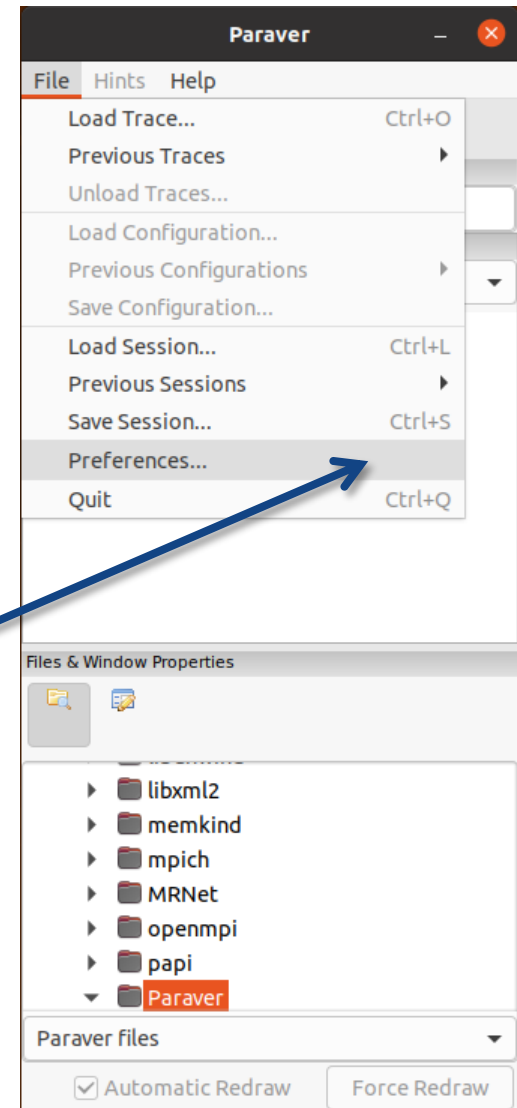 Paraver
File Hints Help
Load Trace... Ctrl+O
Previous Traces
Unload Traces...
Load Configuration...
Previous Configurations
Save Configuration...
Load Session... Ctrl+L
Previous Sessions
Save Session... Ctrl+S
Preferences...
Quit Ctrl+Q
Files & Window Properties
libxml2
memkind
mpich
MRNet
openmpi
papi
Paraver
Paraver files
Automatic Redraw Force Redraw